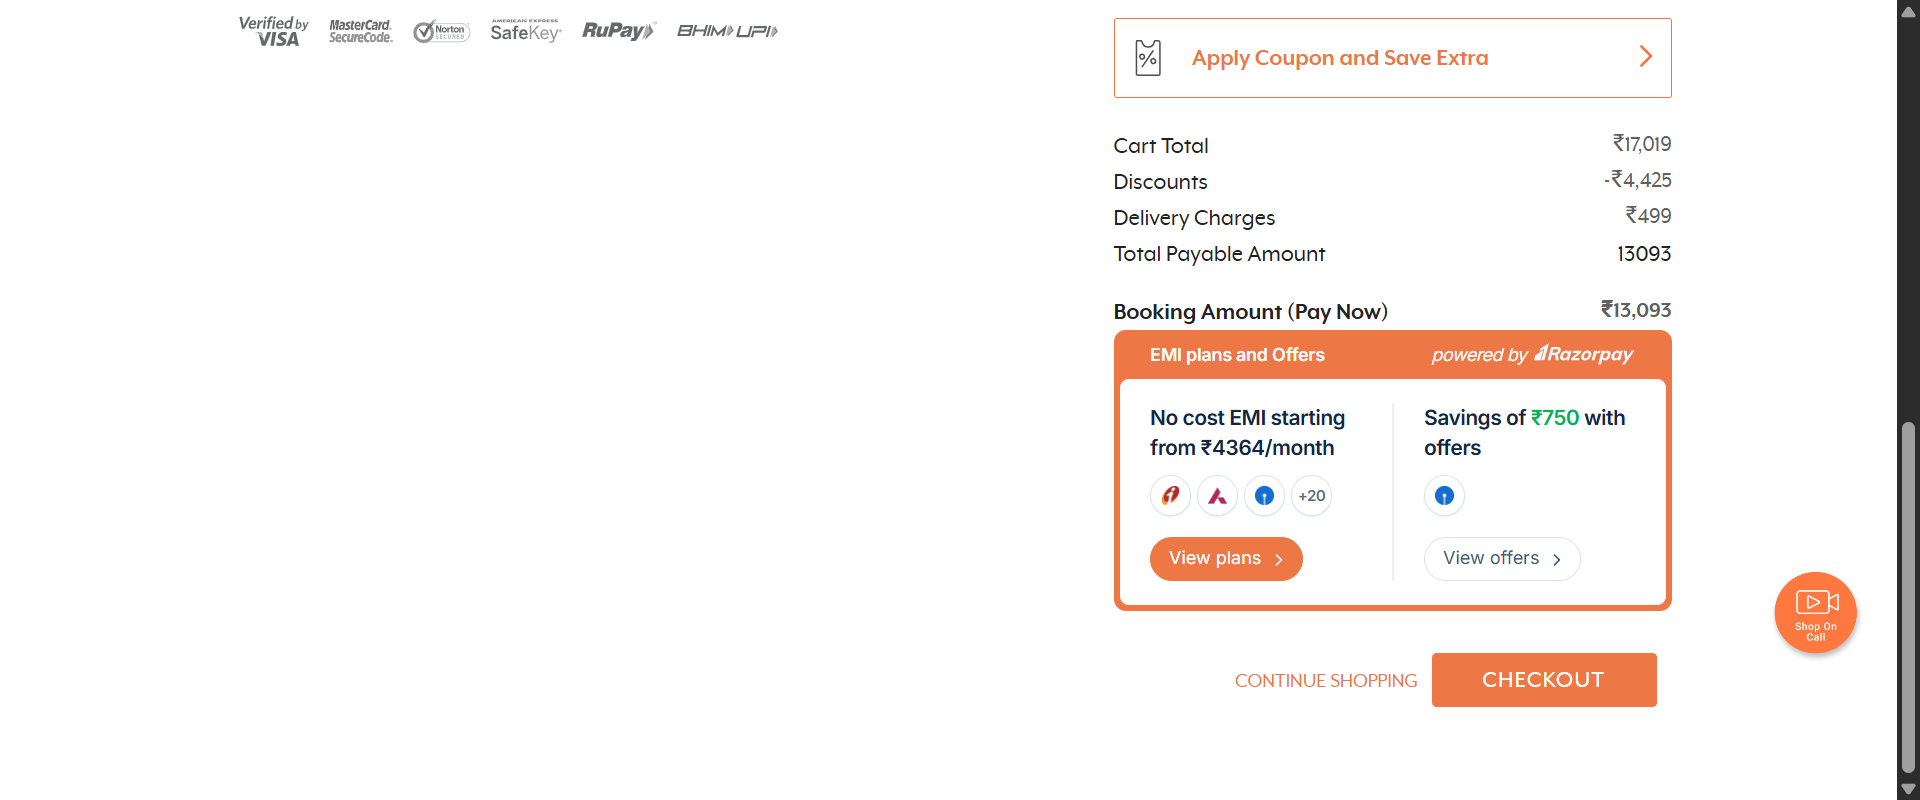 Verified by
VISA
MasterCard.
SecureCode.
Norton
SECURED
AMERICAN EXPRESS
SafeKey
RuPay
BHIM UPI
Apply Coupon and Save Extra
Cart Total ₹17,019
Discounts -₹4,425
Delivery Charges ₹499
Total Payable Amount 13093
Booking Amount (Pay Now) ₹13,093
EMI plans and Offers powered by Razorpay
No cost EMI starting
from ₹4364/month
+20
View plans
Savings of ₹750 with
offers
View offers
Shop On
Call
CONTINUE SHOPPING
CHECKOUT